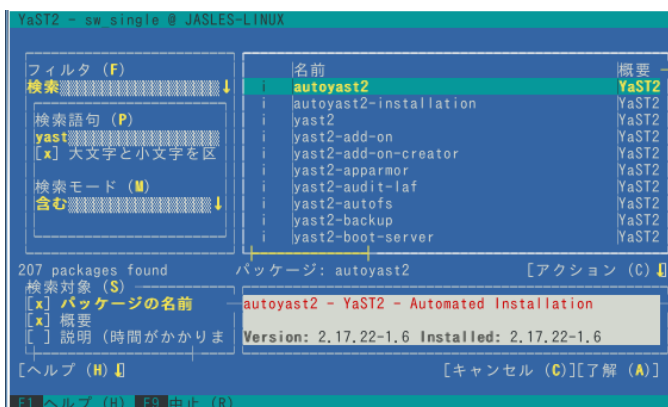 YaST2 - sw_single @ JASLES-LINUX
フィルタ (F)
検索
検索語句 (P)
yast
[x] 大文字と小文字を区
検索モード (M)
含む
207 packages found
検索対象 (S)
[x] パッケージの名前
[x] 概要
[ ] 説明 (時間がかかりま
名前 概要
i autoyast2 YaST2
i autoyast2-installation YaST2
i yast2 YaST2
i yast2-add-on YaST2
i yast2-add-on-creator YaST2
i yast2-apparmor YaST2
i yast2-audit-laf YaST2
i yast2-autofs YaST2
i yast2-backup YaST2
i yast2-boot-server YaST2
パッケージ: autoyast2 [アクション (C)
autoyast2 - YaST2 - Automated Installation
Version: 2.17.22-1.6 Installed: 2.17.22-1.6
[ヘルプ (H) [キャンセル (C)][了解 (A)]
F1 ヘルプ (H) F9 中止 (R)